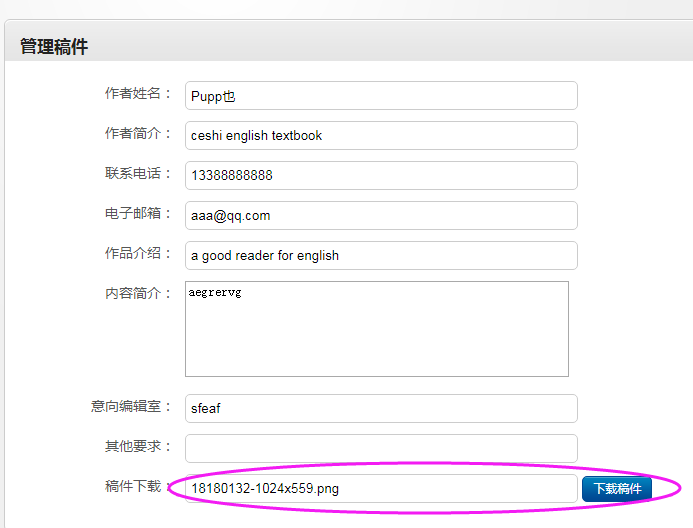 管理稿件
作者姓名： Pupp也
作者简介： ceshi english textbook
联系电话： 13388888888
电子邮箱： aaa@qq.com
作品介绍： a good reader for english
内容简介： aegrervg
意向编辑室： sfeaf
其他要求：
稿件下载： 18180132-1024x559.png 下载稿件